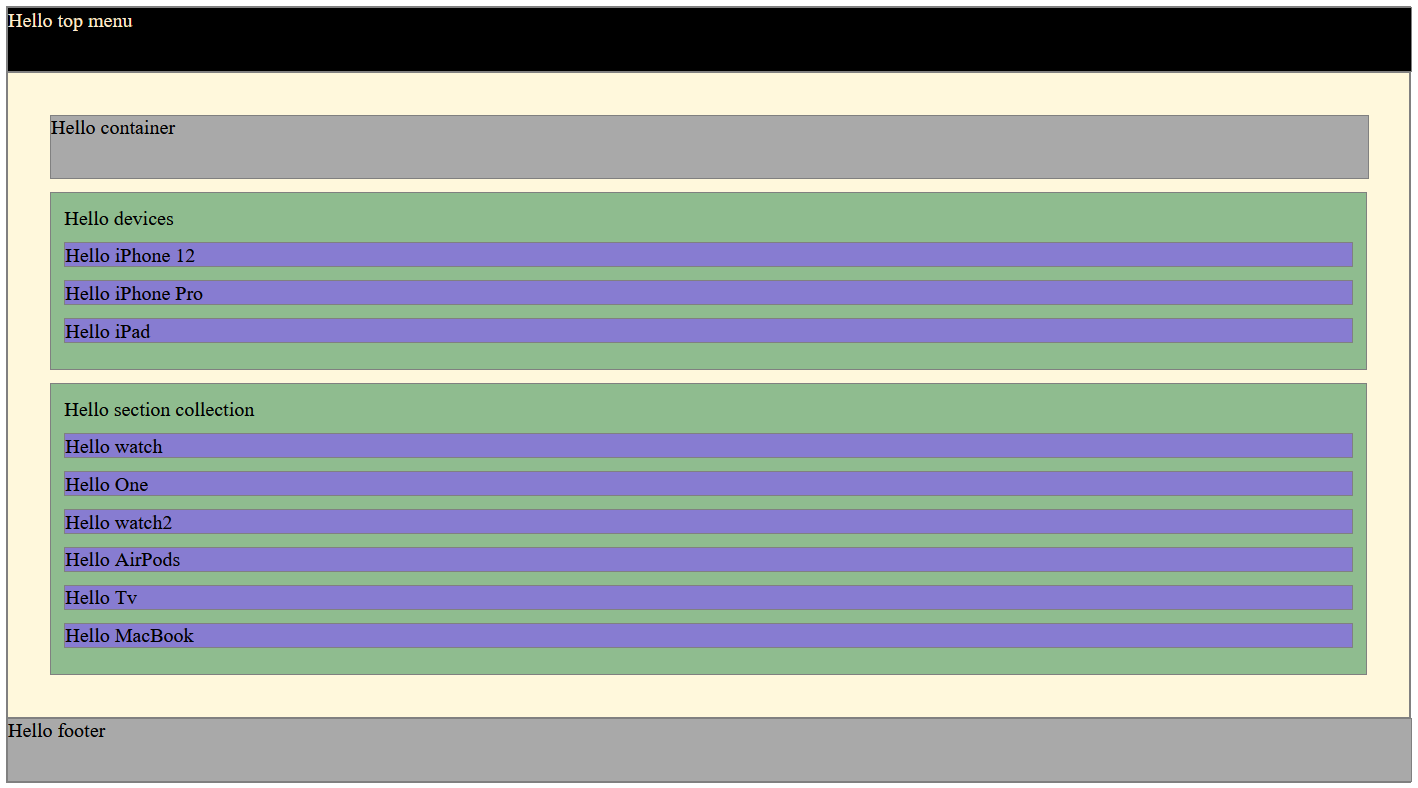 Hello top menu
Hello container
Hello devices
Hello iPhone 12
Hello iPhone Pro
Hello iPad
Hello section collection
Hello watch
Hello One
Hello watch2
Hello AirPods
Hello Tv
Hello MacBook
Hello footer